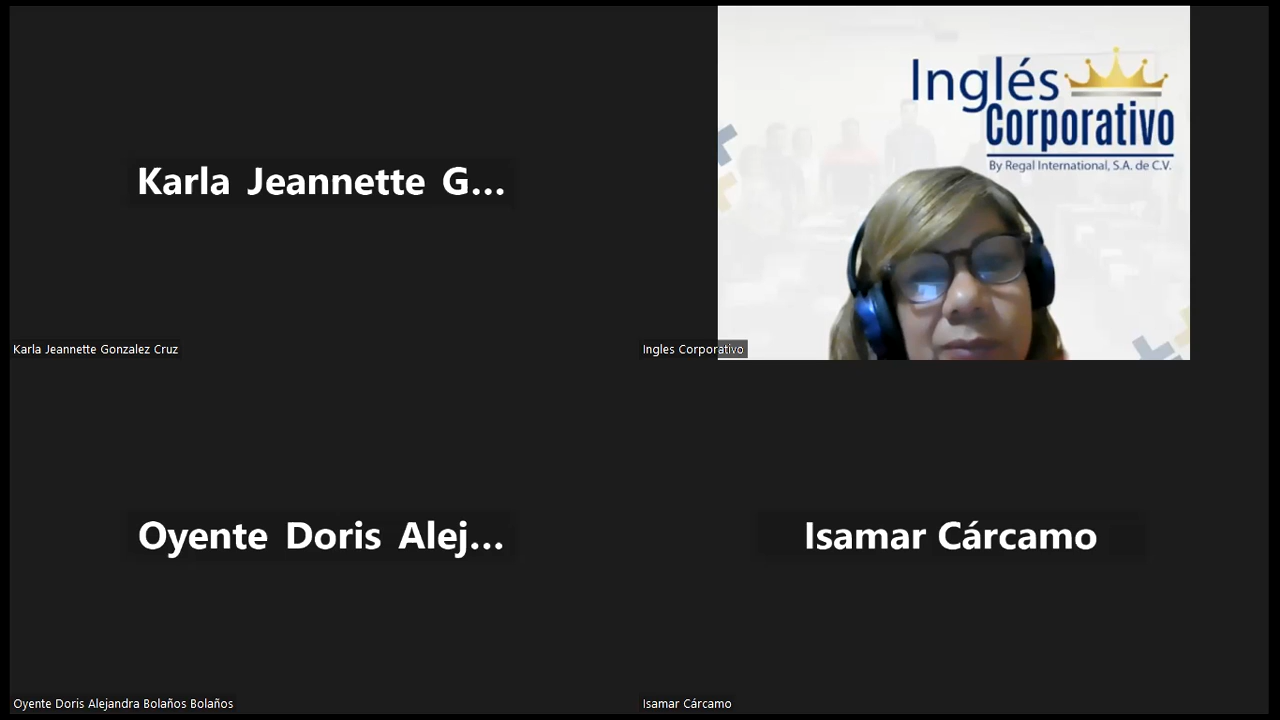 Karla Jeannette G...
Karla Jeannette Gonzalez Cruz
Inglés
Corporativo
By Regal International, S.A. de C.V.
Ingles Corporativo
Oyente Doris Alej...
Oyente Doris Alejandra Bolaños Bolaños
Isamar Cárcamo
Isamar Cárcamo